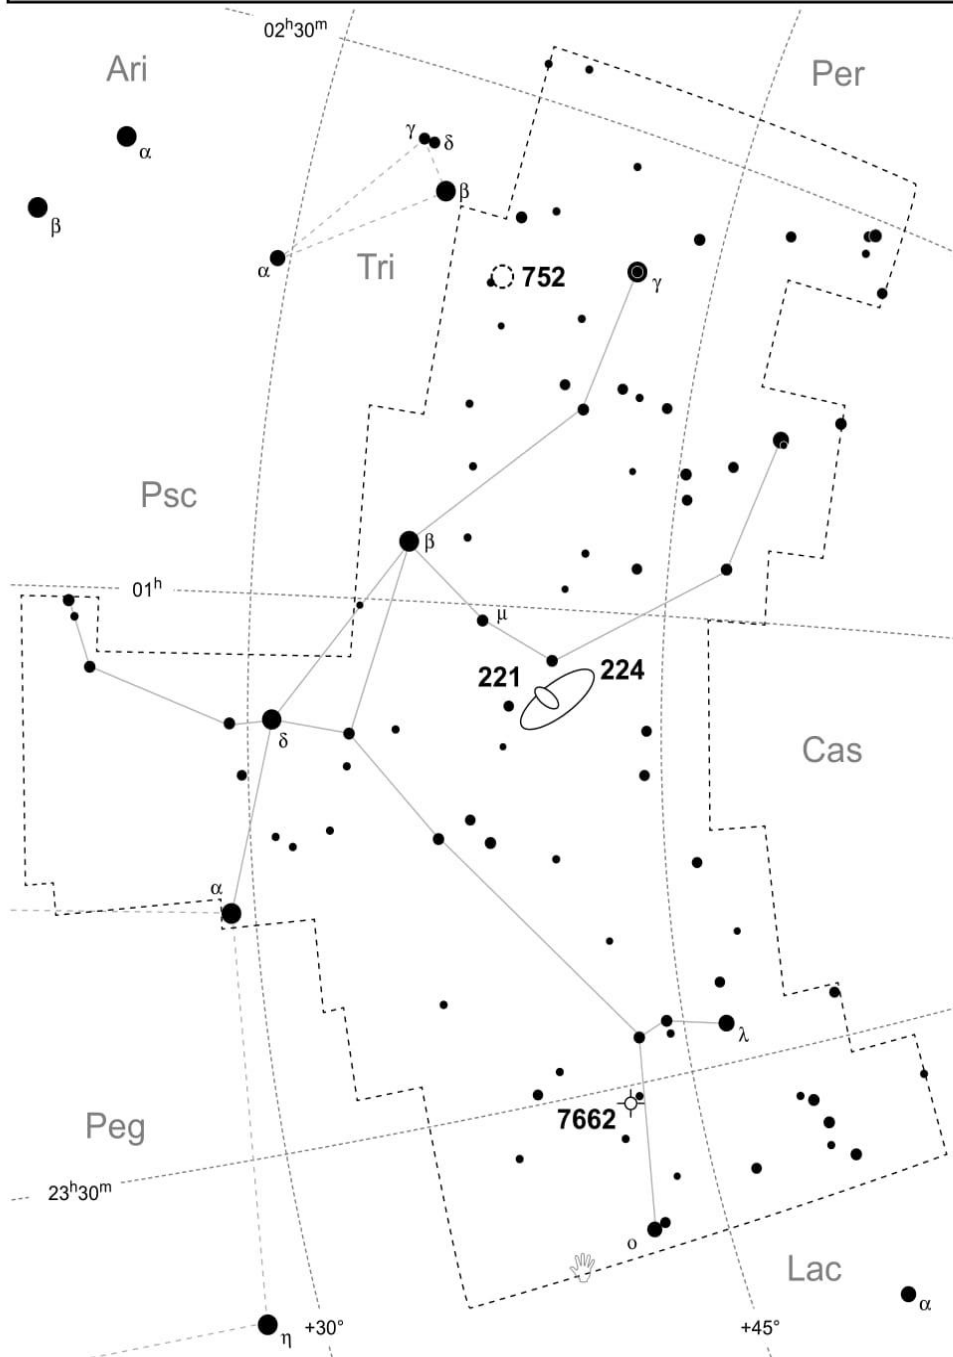 02ʰ30ᵐ
Ari
Per
γ
δ
α
β
β
α
Tri
752
γ
Psc
β
01ʰ
μ
221
224
δ
Cas
α
λ
7662
Peg
23ʰ30ᵐ
ο
Lac
α
η
+30°
+45°